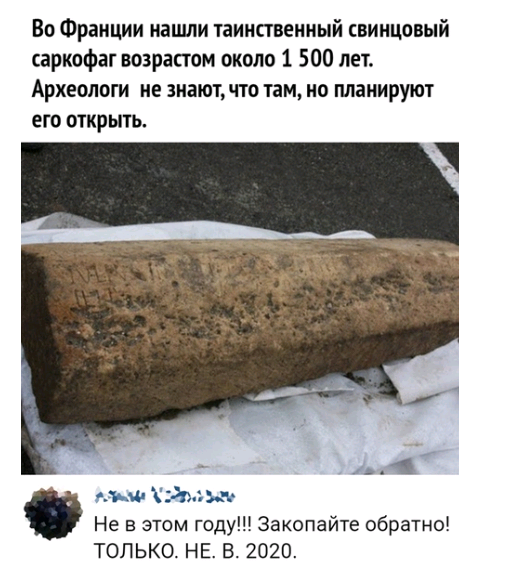 Во Франции нашли таинственный свинцовый
саркофаг возрастом около 1 500 лет.
Археологи не знают, что там, но планируют
его открыть.
Не в этом году!!! Закопайте обратно!
ТОЛЬКО. НЕ. В. 2020.